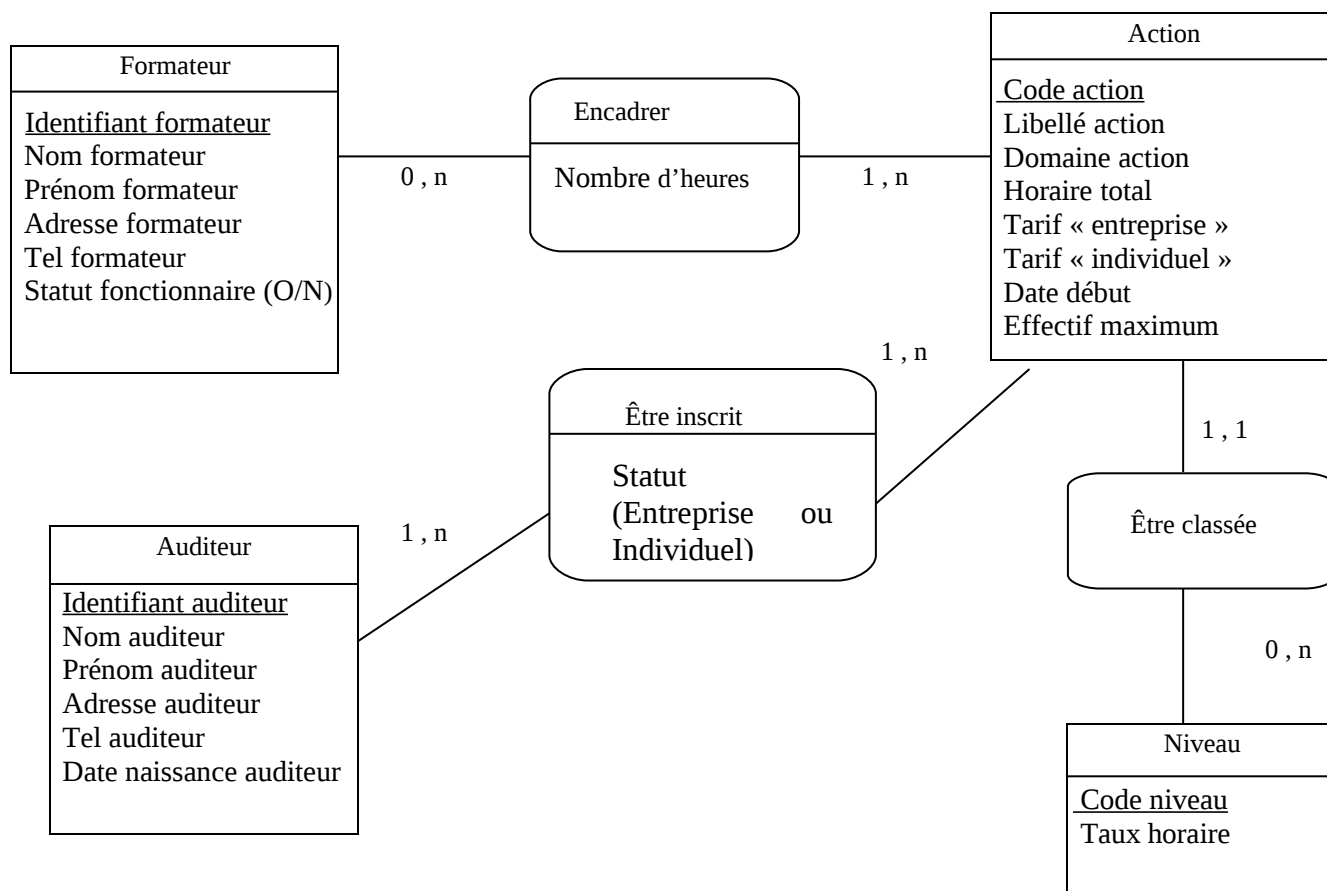 Formateur
Identifiant formateur
Nom formateur
Prénom formateur
Adresse formateur
Tel formateur
Statut fonctionnaire (O/N)
0 , n
Encadrer
Nombre d’heures
1 , n
Action
Code action
Libellé action
Domaine action
Horaire total
Tarif « entreprise »
Tarif « individuel »
Date début
Effectif maximum
1 , n
Être inscrit
Statut
(Entreprise ou
Individuel)
1 , n
Auditeur
Identifiant auditeur
Nom auditeur
Prénom auditeur
Adresse auditeur
Tel auditeur
Date naissance auditeur
1 , 1
Être classée
0 , n
Niveau
Code niveau
Taux horaire